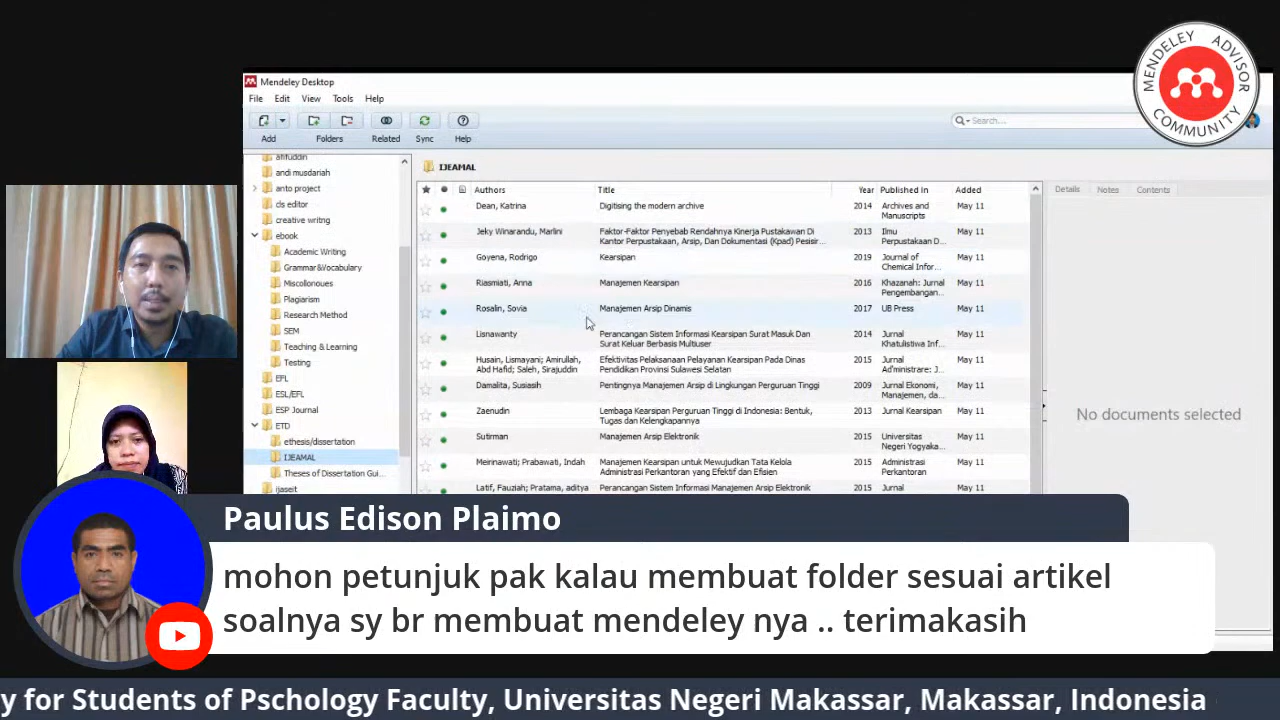 MENDELEY ADVISOR
COMMUNITY
Mendeley Desktop
File Edit View Tools Help
Search...
Add Folders Related Sync Help
afifuddin
andi musdariah
anto project
cls editor
creative writng
ebook
Academic Writing
Grammar&Vocabulary
Miscollonoues
Plagiarism
Research Method
SEM
Teaching & Learning
Testing
EFL
ESL/EFL
ESP Journal
ETD
ethesis/dissertation
IJEAMAL
Theses of Dissertation Gui...
ijaseit
IJEAMAL
Authors Title Year Published In Added
Dean, Katrina Digitising the modern archive 2014 Archives and May 11
Manuscripts
Jeky Winarandu, Marlini Faktor-Faktor Penyebab Rendahnya Kinerja Pustakawan Di 2013 Ilmu May 11
Kantor Perpustakaan, Arsip, Dan Dokumentasi (Kpad) Pesisir... Perpustakaan D...
Goyena, Rodrigo Kearsipan 2019 Journal of May 11
Chemical Infor...
Riasmiati, Anna Manajemen Kearsipan 2016 Khazanah: Jurnal May 11
Pengembangan...
Rosalin, Sovia Manajemen Arsip Dinamis 2017 UB Press May 11
Lisnawanty Perancangan Sistem Informasi Kearsipan Surat Masuk Dan 2014 Jurnal May 11
Surat Keluar Berbasis Multiuser Khatulistiwa Inf...
Husain, Lismayani; Amirullah, Efektivitas Pelaksanaan Pelayanan Kearsipan Pada Dinas 2015 Jurnal May 11
Abd Hafid; Saleh, Sirajuddin Pendidikan Provinsi Sulawesi Selatan Ad'ministrare: J...
Damalita, Susiasih Pentingnya Manajemen Arsip di Lingkungan Perguruan Tinggi 2009 Jurnal Ekonomi, May 11
Manajemen, da...
Zaenudin Lembaga Kearsipan Perguruan Tinggi di Indonesia: Bentuk, 2013 Jurnal Kearsipan May 11
Tugas dan Kelengkapannya
Sutirman Manajemen Arsip Elektronik 2015 Universitas May 11
Negeri Yogyaka...
Meirinawati; Prabawati, Indah Manajemen Kearsipan untuk Mewujudkan Tata Kelola 2015 Administrasi May 11
Administrasi Perkantoran yang Efektif dan Efisien Perkantoran
Latif, Fauziah; Pratama, aditya Perancangan Sistem Informasi Manajemen Arsip Elektronik 2015 Jurnal May 11
Details Notes Contents
No documents selected
Paulus Edison Plaimo
mohon petunjuk pak kalau membuat folder sesuai artikel
soalnya sy br membuat mendeley nya .. terimakasih
y for Students of Pschology Faculty, Universitas Negeri Makassar, Makassar, Indonesia